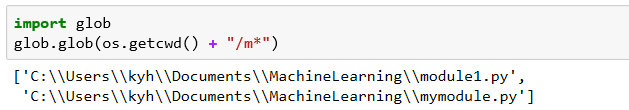 import glob
glob.glob(os.getcwd() + "/m*")
['C:\\Users\\kyh\\Documents\\MachineLearning\\module1.py',
 'C:\\Users\\kyh\\Documents\\MachineLearning\\mymodule.py']